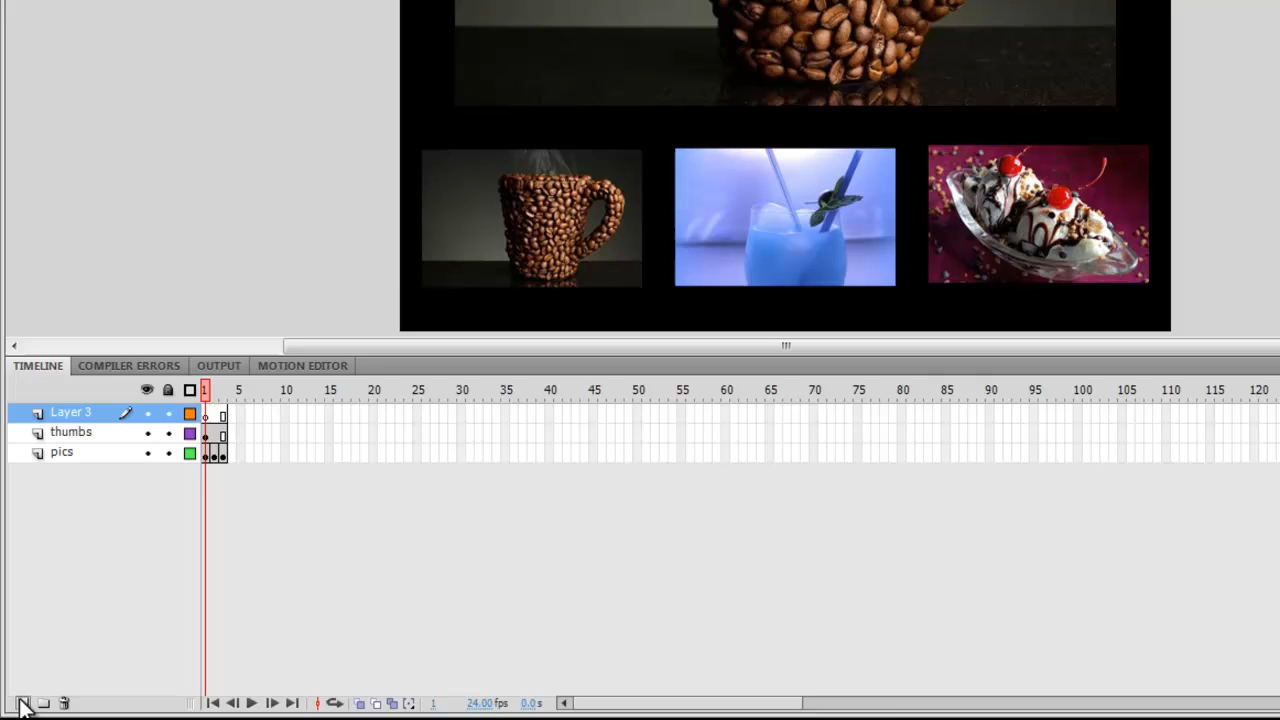 TIMELINE COMPILER ERRORS OUTPUT MOTION EDITOR
1 5 10 15 20 25 30 35 40 45 50 55 60 65 70 75 80 85 90 95 100 105 110 115 120
Layer 3
thumbs
pics
1 24.00 fps 0.0 s